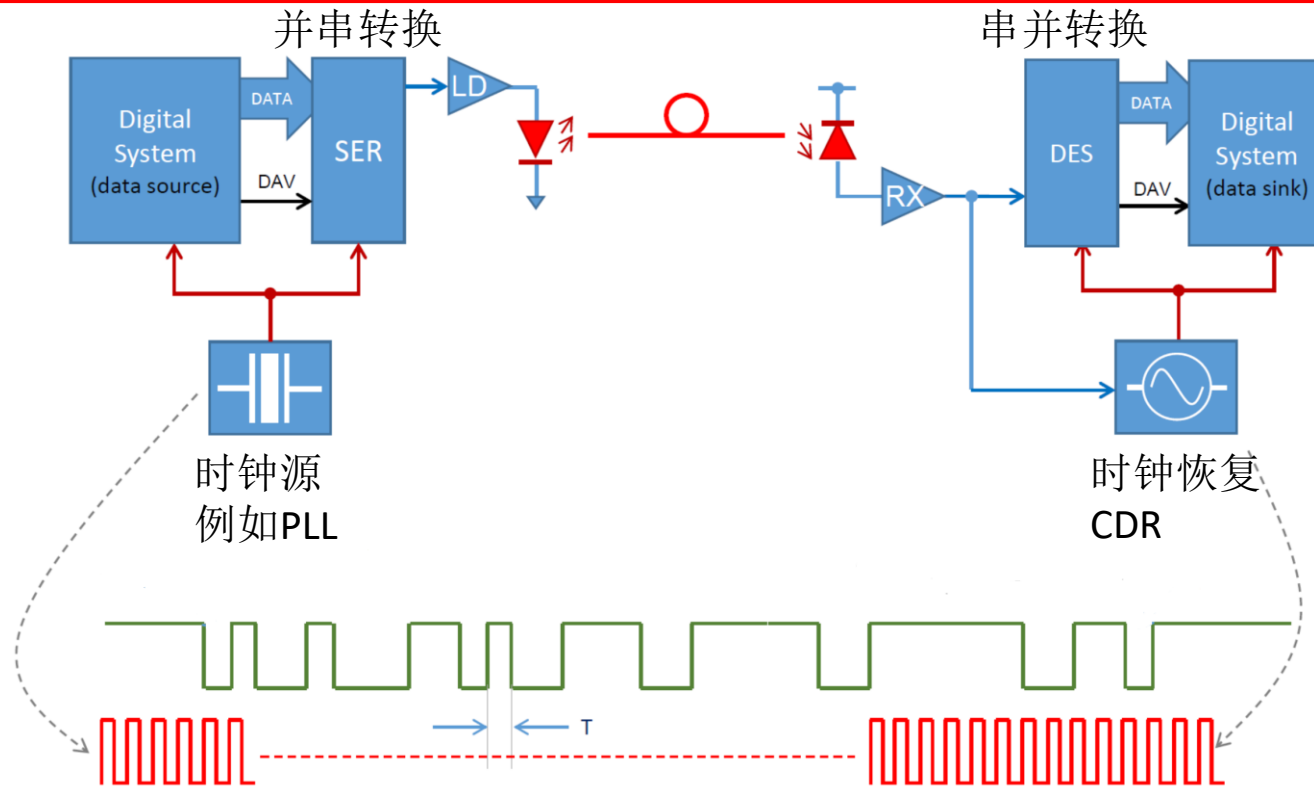 并串转换
串并转换
Digital
System
(data source)
DATA
DAV
SER
LD
RX
DES
DATA
DAV
Digital
System
(data sink)
时钟源
例如PLL
时钟恢复
CDR
T